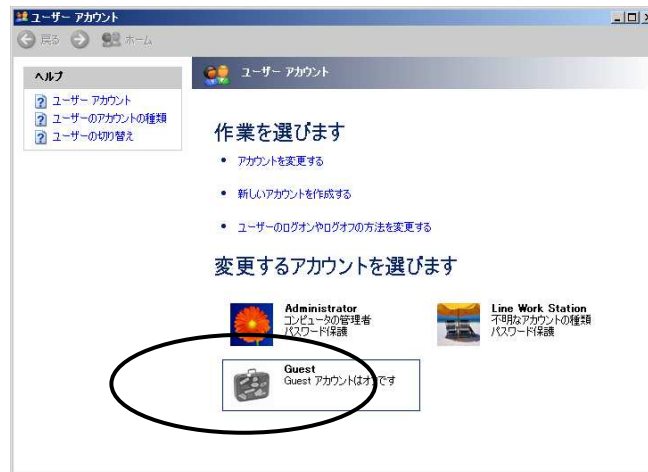 ユーザー アカウント
戻る
ホーム
ヘルプ
ユーザー アカウント
ユーザーのアカウントの種類
ユーザーの切り替え
ユーザー アカウント
作業を選びます
アカウントを変更する
新しいアカウントを作成する
ユーザーのログオンやログオフの方法を変更する
変更するアカウントを選びます
Administrator
コンピュータの管理者
パスワード保護
Line Work Station
不明なアカウントの種類
パスワード保護
Guest
Guest アカウントはオンです